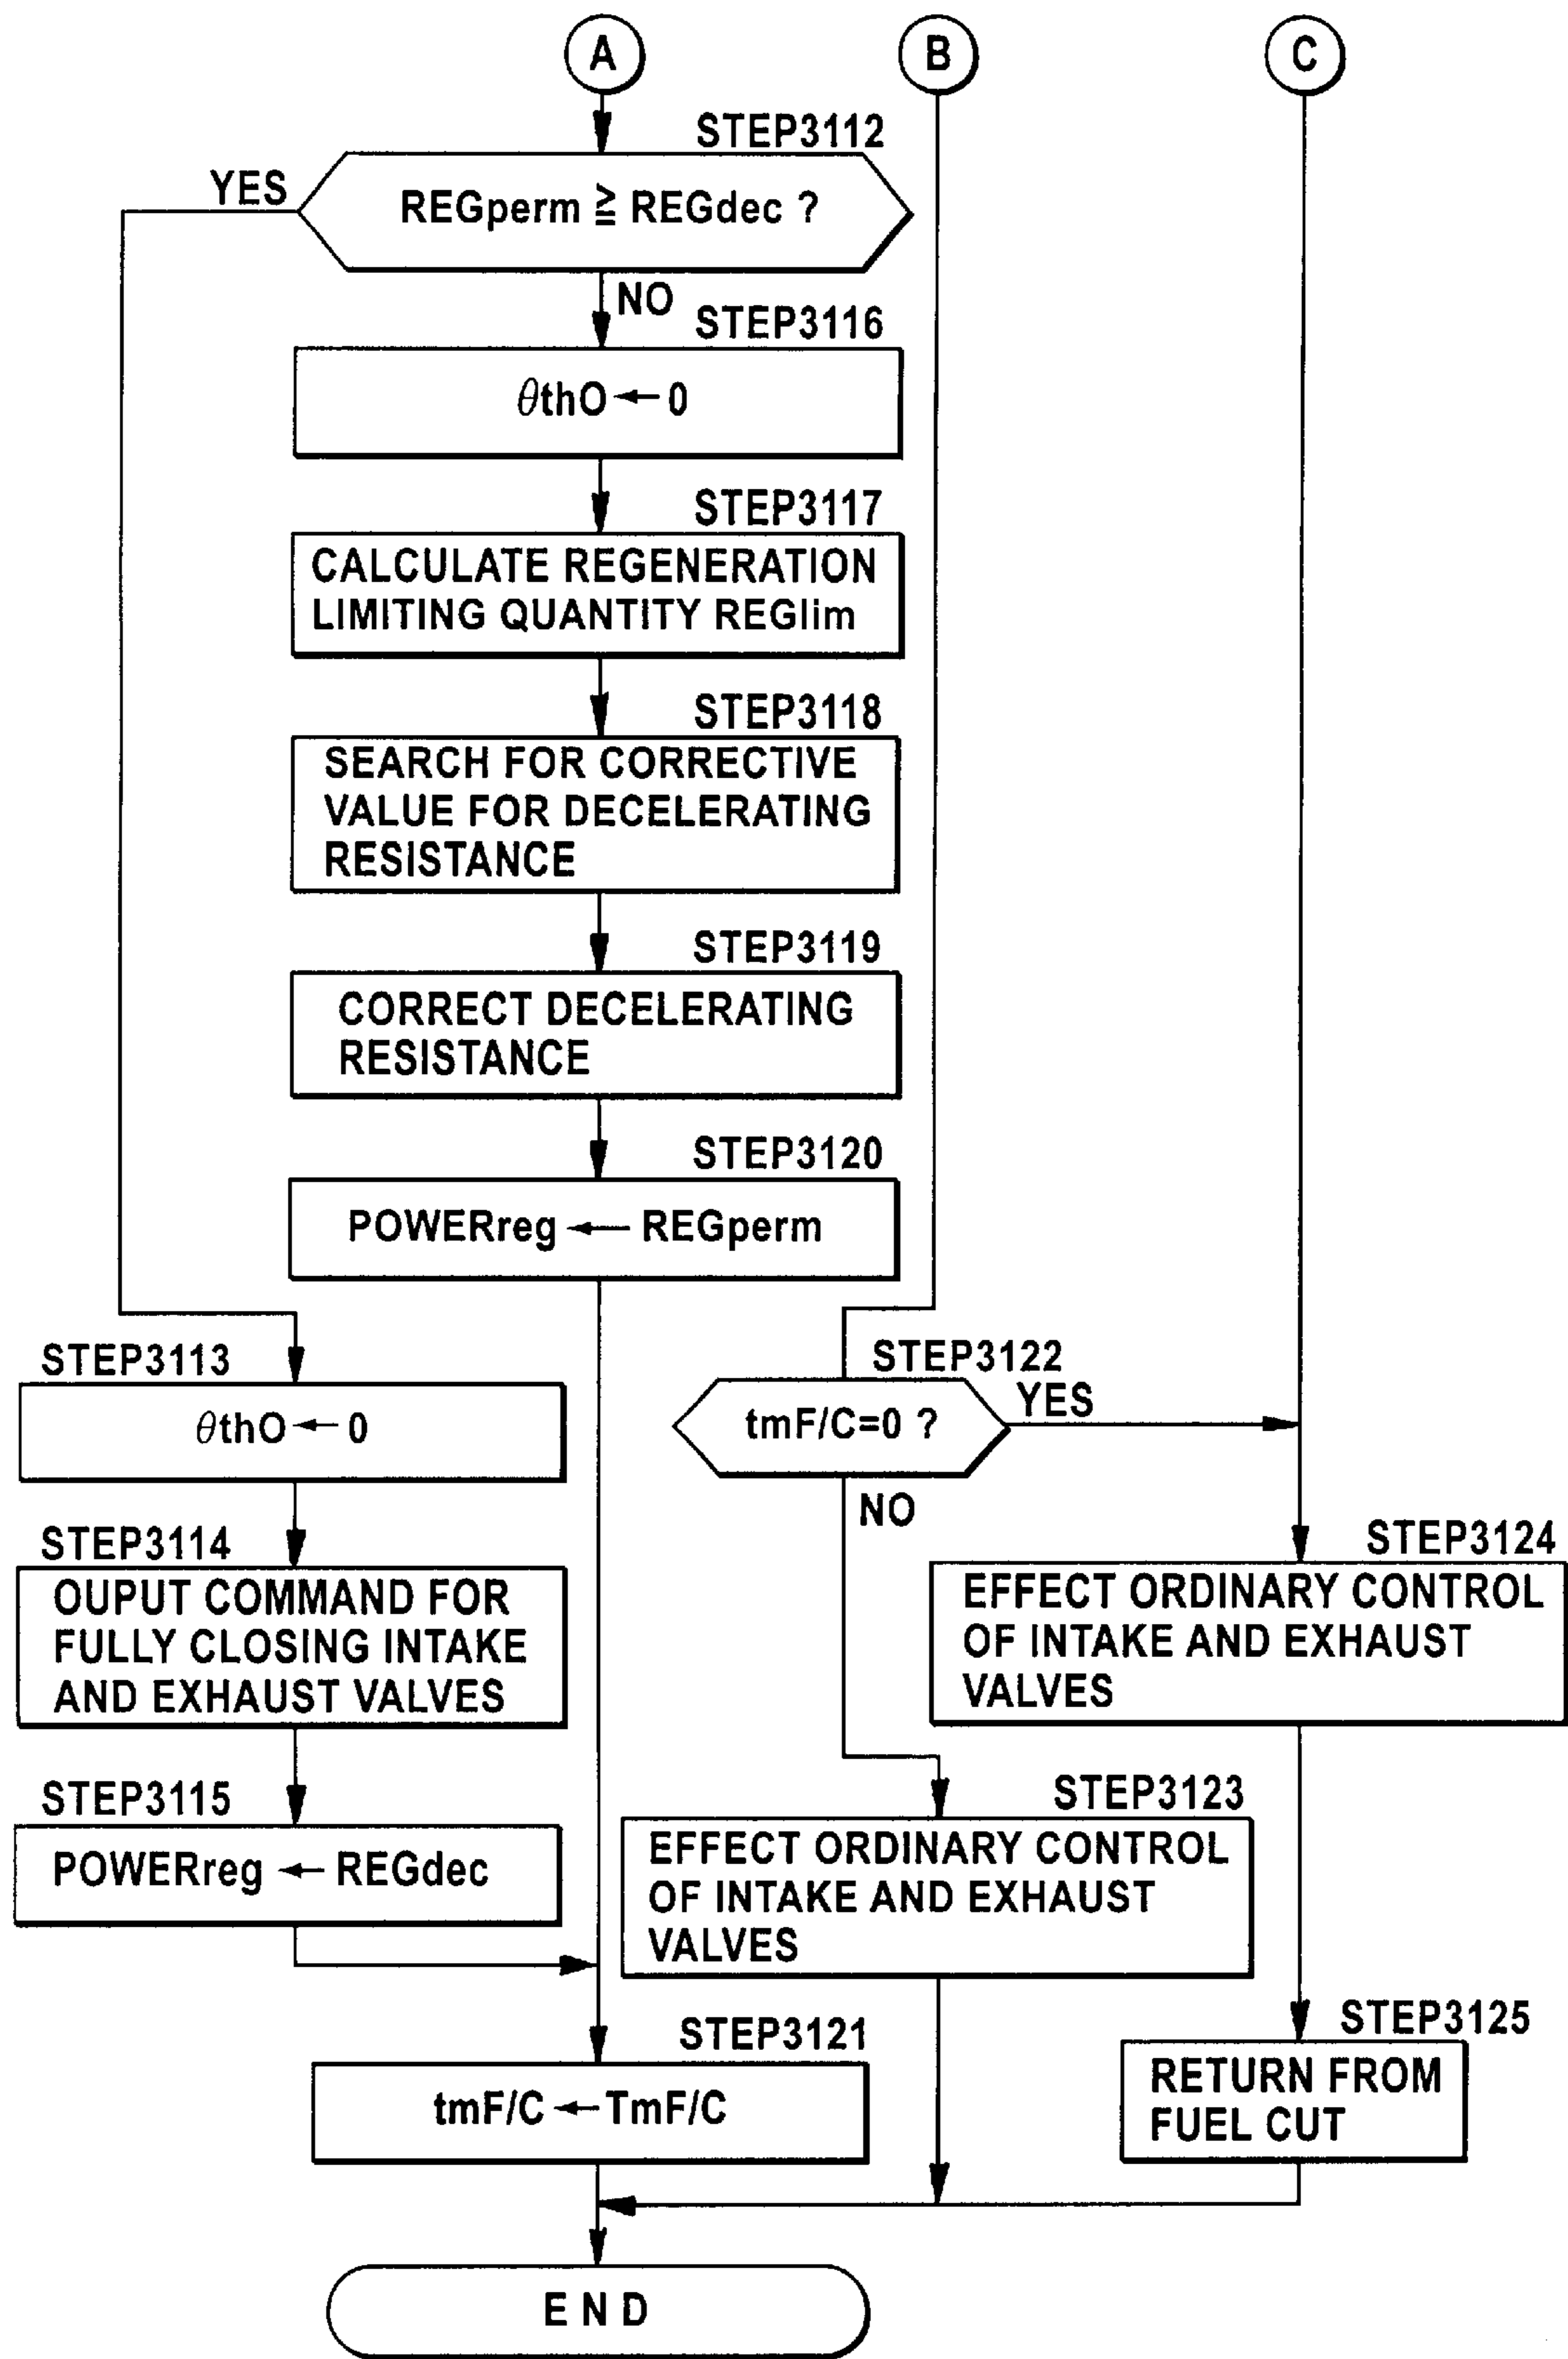 A
B
C
STEP3112
YES
REGperm ≧ REGdec ?
NO
STEP3116
θthO ← 0
STEP3117
CALCULATE REGENERATION
LIMITING QUANTITY REGlim
STEP3118
SEARCH FOR CORRECTIVE
VALUE FOR DECELERATING
RESISTANCE
STEP3119
CORRECT DECELERATING
RESISTANCE
STEP3120
POWERreg ← REGperm
STEP3113
θthO ← 0
STEP3114
OUPUT COMMAND FOR
FULLY CLOSING INTAKE
AND EXHAUST VALVES
STEP3115
POWERreg ← REGdec
STEP3122
tmF/C=0 ?
YES
NO
STEP3124
EFFECT ORDINARY CONTROL
OF INTAKE AND EXHAUST
VALVES
STEP3123
EFFECT ORDINARY CONTROL
OF INTAKE AND EXHAUST
VALVES
STEP3121
tmF/C ← TmF/C
STEP3125
RETURN FROM
FUEL CUT
END